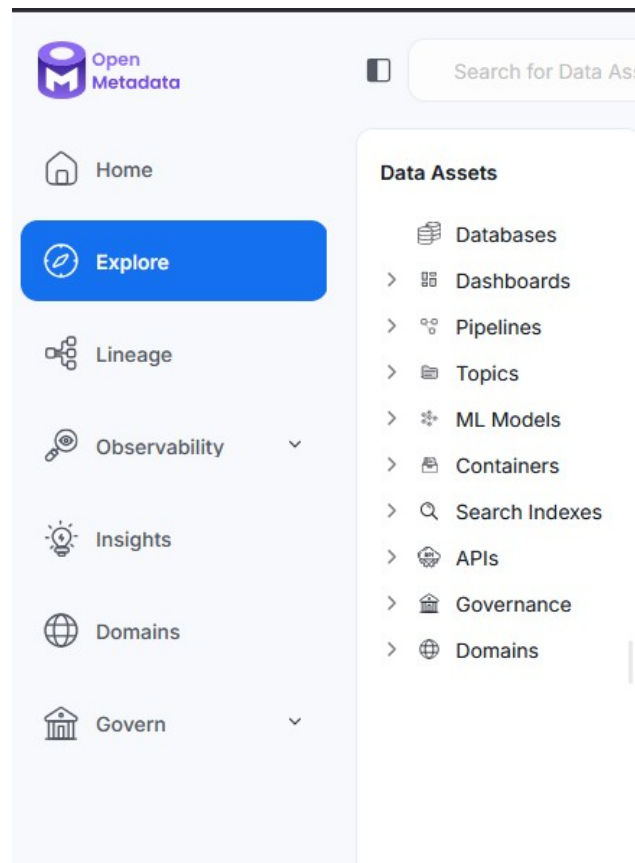 Open
Metadata
Search for Data Ass
Home
Explore
Lineage
Observability
Insights
Domains
Govern
Data Assets
Databases
Dashboards
Pipelines
Topics
ML Models
Containers
Search Indexes
APIs
Governance
Domains